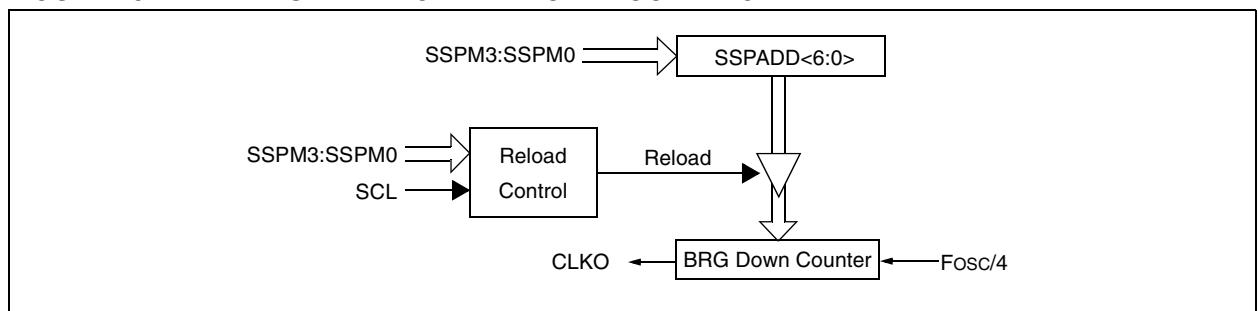 SSPM3:SSPM0
SSPADD<6:0>
SSPM3:SSPM0
SCL
Reload
Control
Reload
CLKO
BRG Down Counter
FOSC/4